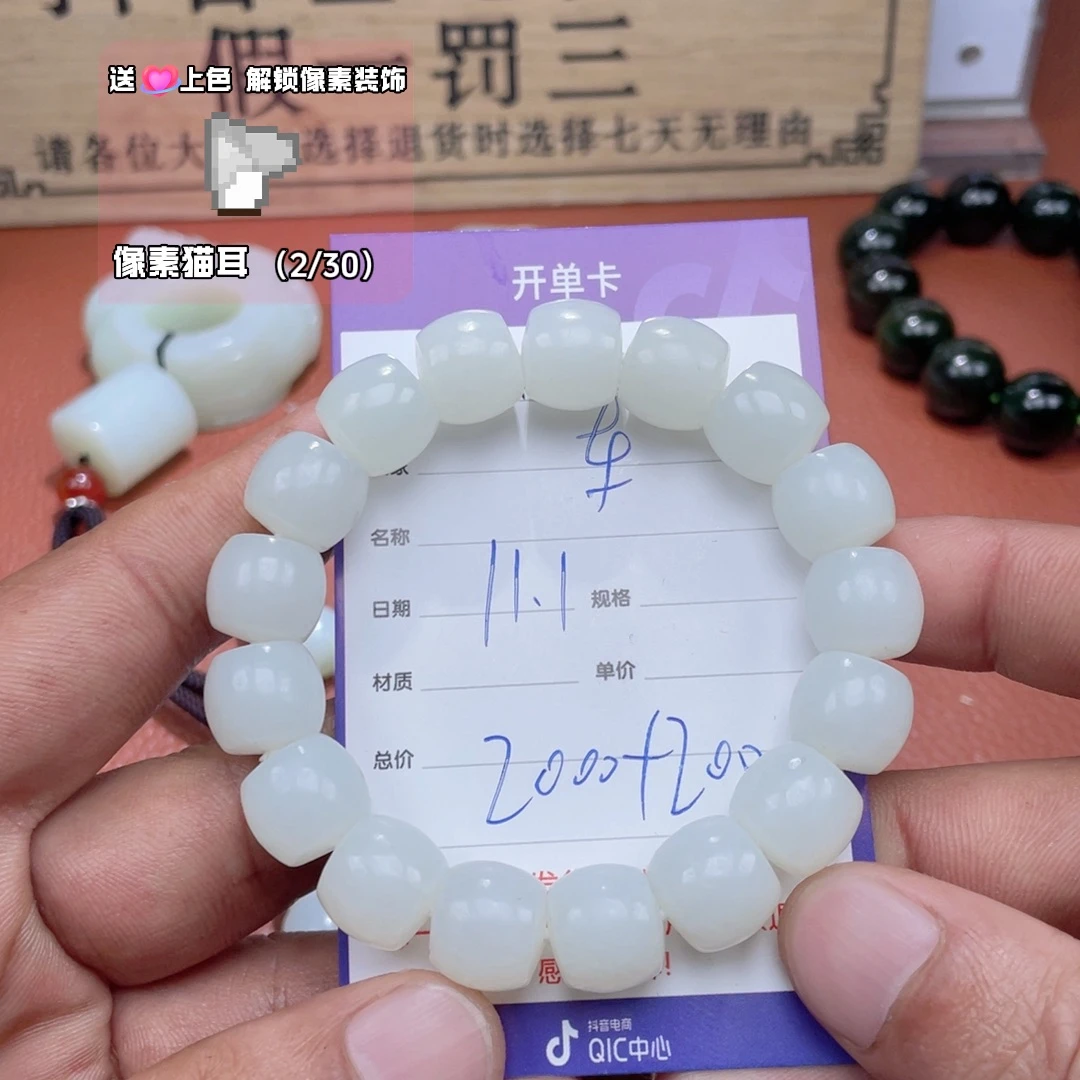 假一罚三
请各位大 选择退货时选择七天无理由
送 上色 解锁像素装饰
像素猫耳 (2/30)
开单卡
名称
日期 11.1 规格
材质 单价
总价 2000+200
感 !
抖音电商
QIC中心